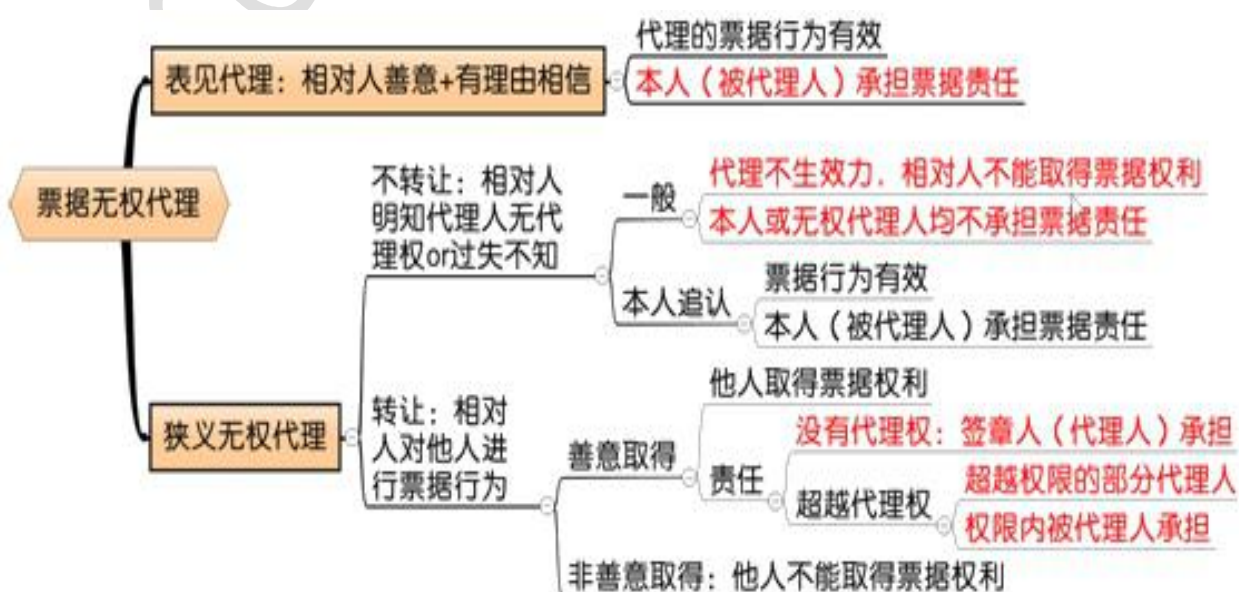 票据无权代理
表见代理：相对人善意+有理由相信
代理的票据行为有效
本人（被代理人）承担票据责任
狭义无权代理
不转让：相对人
明知代理人无代
理权or过失不知
一般
代理不生效力．相对人不能取得票据权利
本人或无权代理人均不承担票据责任
本人追认
票据行为有效
本人（被代理人）承担票据责任
转让：相对
人对他人进
行票据行为
善意取得
他人取得票据权利
责任
没有代理权：签章人（代理人）承担
超越代理权
超越权限的部分代理人
权限内被代理人承担
非善意取得：他人不能取得票据权利